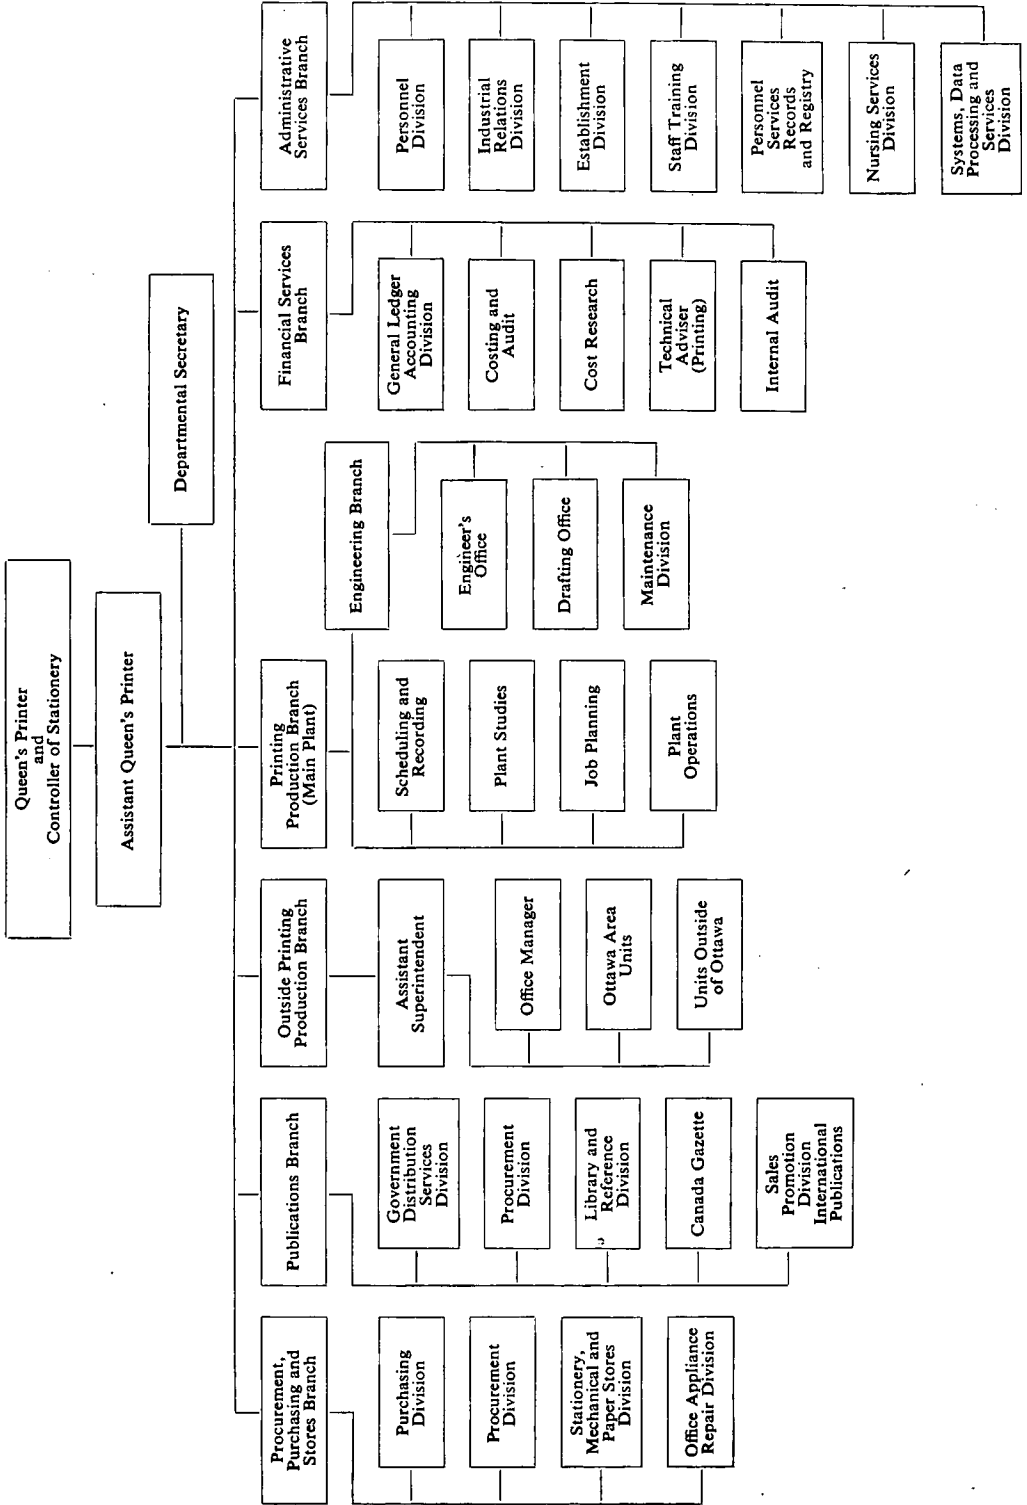 Queen's Printer
and
Controller of Stationery
Assistant Queen's Printer
Departmental Secretary
Procurement,
Purchasing and
Stores Branch
Purchasing
Division
Procurement
Division
Stationery,
Mechanical and
Paper Stores
Division
Office Appliance
Repair Division
Publications Branch
Government
Distribution
Services
Division
Procurement
Division
Library and
Reference
Division
Canada Gazette
Sales
Promotion
Division
International
Publications
Outside Printing
Production Branch
Assistant
Superintendent
Office Manager
Ottawa Area
Units
Units Outside
of Ottawa
Printing
Production Branch
(Main Plant)
Scheduling and
Recording
Plant Studies
Job Planning
Plant
Operations
Engineering Branch
Engineer's
Office
Drafting Office
Maintenance
Division
Financial Services
Branch
General Ledger
Accounting
Division
Costing and
Audit
Cost Research
Technical
Adviser
(Printing)
Internal Audit
Administrative
Services Branch
Personnel
Division
Industrial
Relations
Division
Establishment
Division
Staff Training
Division
Personnel
Services
Records
and Registry
Nursing Services
Division
Systems, Data
Processing and
Services
Division